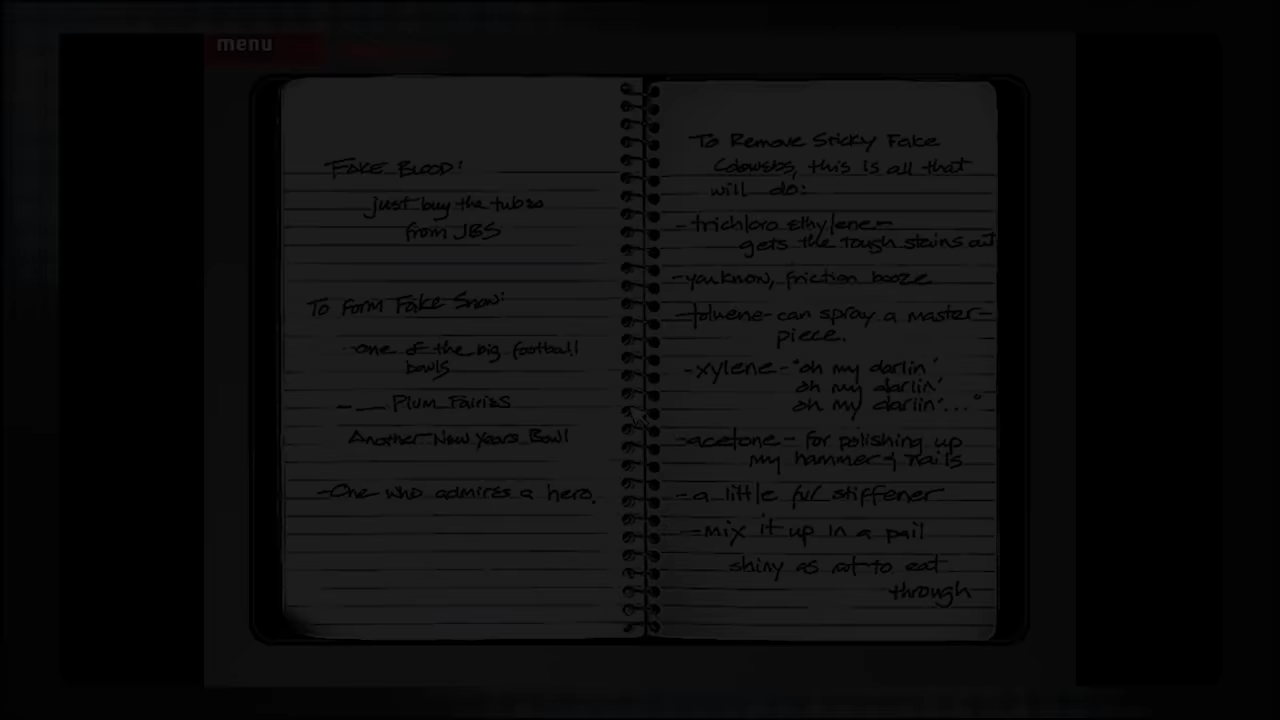 menu
Fake Blood:
just buy the tubes
from JBS
To form Fake Snow:
-one of the big football
bowls
- __ Plum Fairies
Another New Years Bowl
-One who admires a hero.
To Remove Sticky Fake
Cobwebs, this is all that
will do:
-trichloroethylene-
gets the tough stains out
-you know, friction booze
-toluene- can spray a master-
piece.
-xylene- "oh my darlin'
oh my darlin'
oh my darlin'..."
-acetone- for polishing up
my hammer & nails
-a little fur stiffener
-mix it up in a pail
shiny as art to eat
through